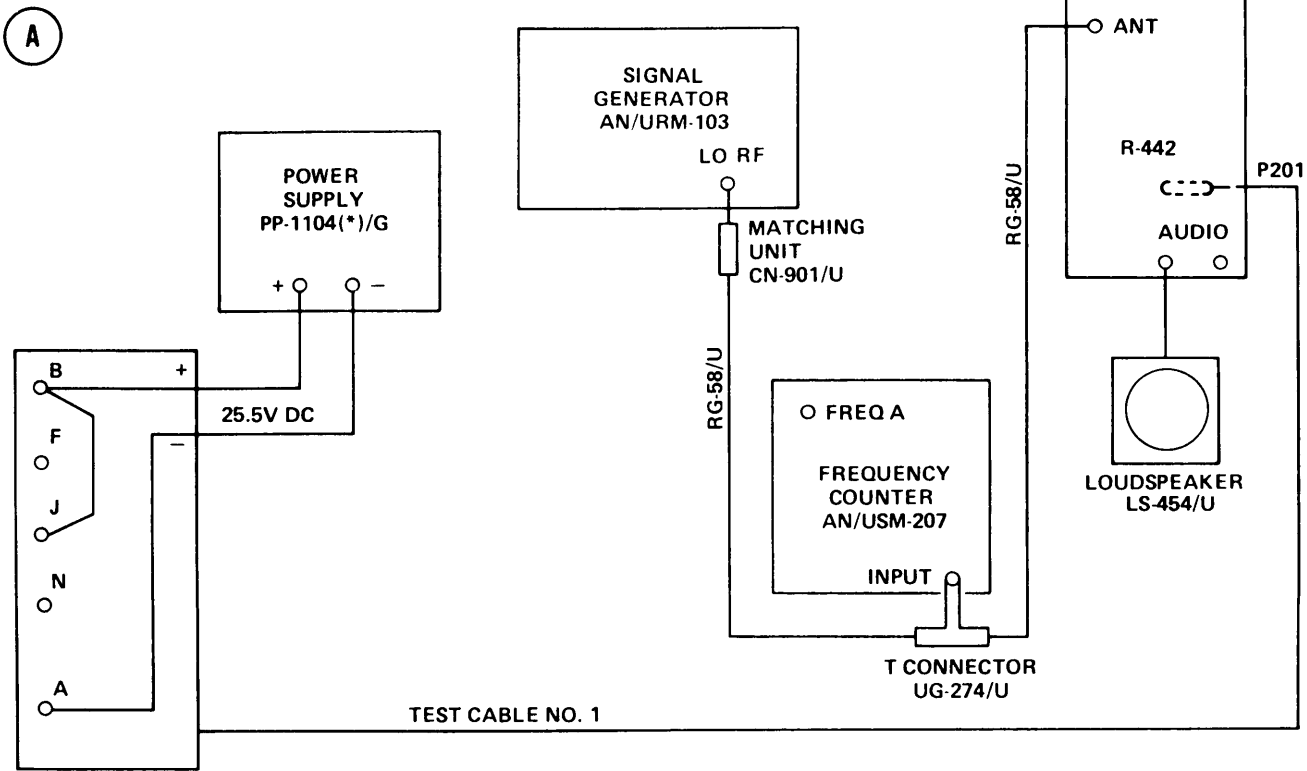 A
POWER
SUPPLY
PP-1104(*)/G
+
−
SIGNAL
GENERATOR
AN/URM-103
LO RF
MATCHING
UNIT
CN-901/U
RG-58/U
ANT
R-442
P201
AUDIO
RG-58/U
LOUDSPEAKER
LS-454/U
FREQ A
FREQUENCY
COUNTER
AN/USM-207
INPUT
T CONNECTOR
UG-274/U
B
+
25.5V DC
−
F
J
N
A
TEST CABLE NO. 1